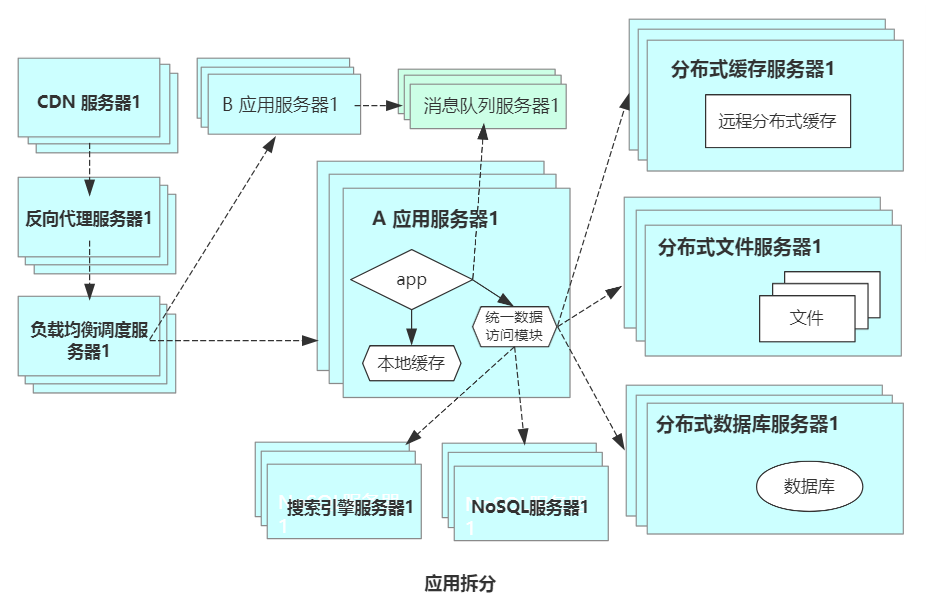 CDN 服务器1
反向代理服务器1
负载均衡调度服
务器1
B 应用服务器1
消息队列服务器1
A 应用服务器1
app
统一数据
访问模块
本地缓存
分布式缓存服务器1
远程分布式缓存
分布式文件服务器1
文件
分布式数据库服务器1
数据库
搜索引擎服务器1
NoSQL服务器1
应用拆分